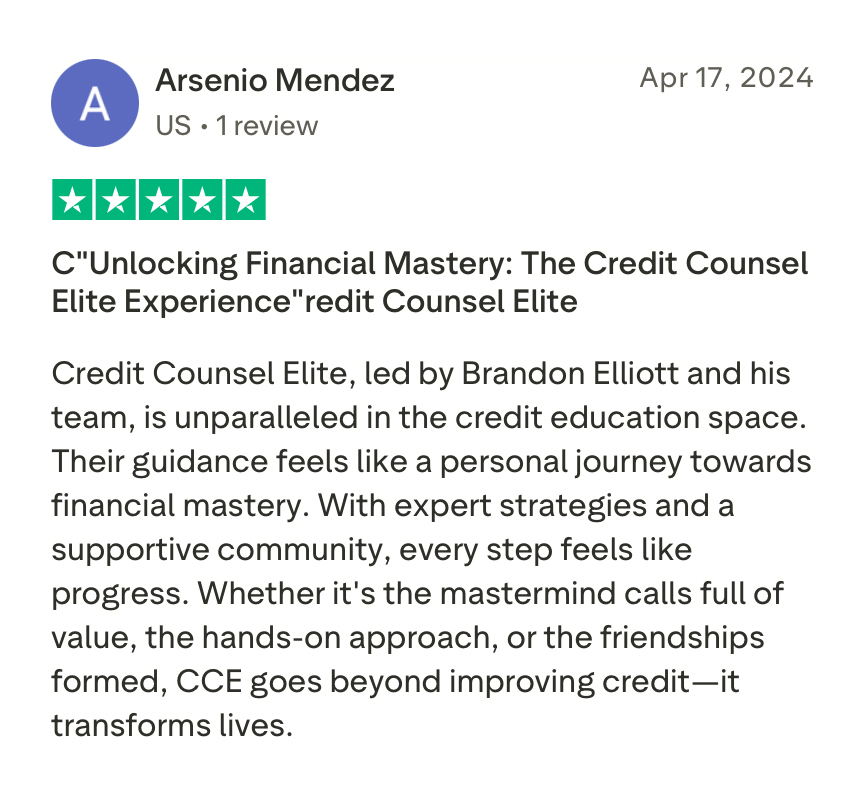 A
Arsenio Mendez
Apr 17, 2024
US • 1 review
C"Unlocking Financial Mastery: The Credit Counsel
Elite Experience"redit Counsel Elite
Credit Counsel Elite, led by Brandon Elliott and his
team, is unparalleled in the credit education space.
Their guidance feels like a personal journey towards
financial mastery. With expert strategies and a
supportive community, every step feels like
progress. Whether it's the mastermind calls full of
value, the hands-on approach, or the friendships
formed, CCE goes beyond improving credit—it
transforms lives.